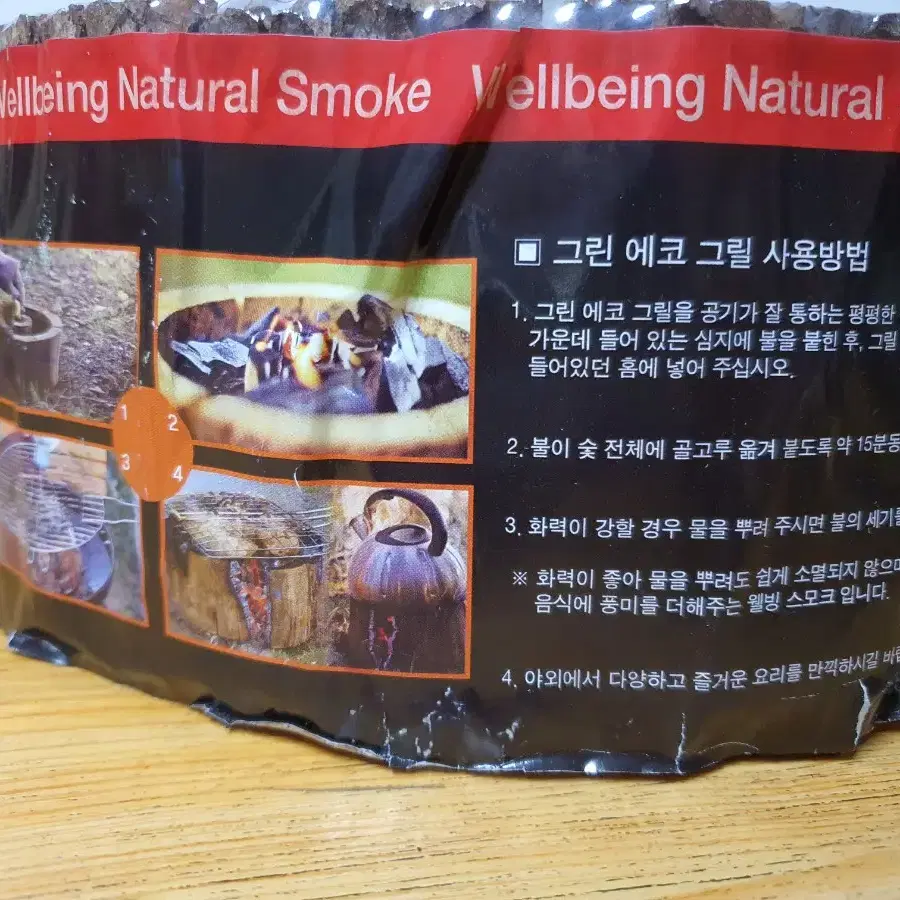 Wellbeing Natural Smoke Wellbeing Natural
그린 에코 그릴 사용방법
1. 그린 에코 그릴을 공기가 잘 통하는 평평한
가운데 들어 있는 심지에 불을 붙힌 후, 그릴
들어있던 홈에 넣어 주십시오.
1
2
3
4
2. 불이 숯 전체에 골고루 옮겨 붙도록 약 15분동
3. 화력이 강할 경우 물을 뿌려 주시면 불의 세기를
※ 화력이 좋아 물을 뿌려도 쉽게 소멸되지 않으며
음식에 풍미를 더해주는 웰빙 스모크 입니다.
4. 야외에서 다양하고 즐거운 요리를 만끽하시길 바랍